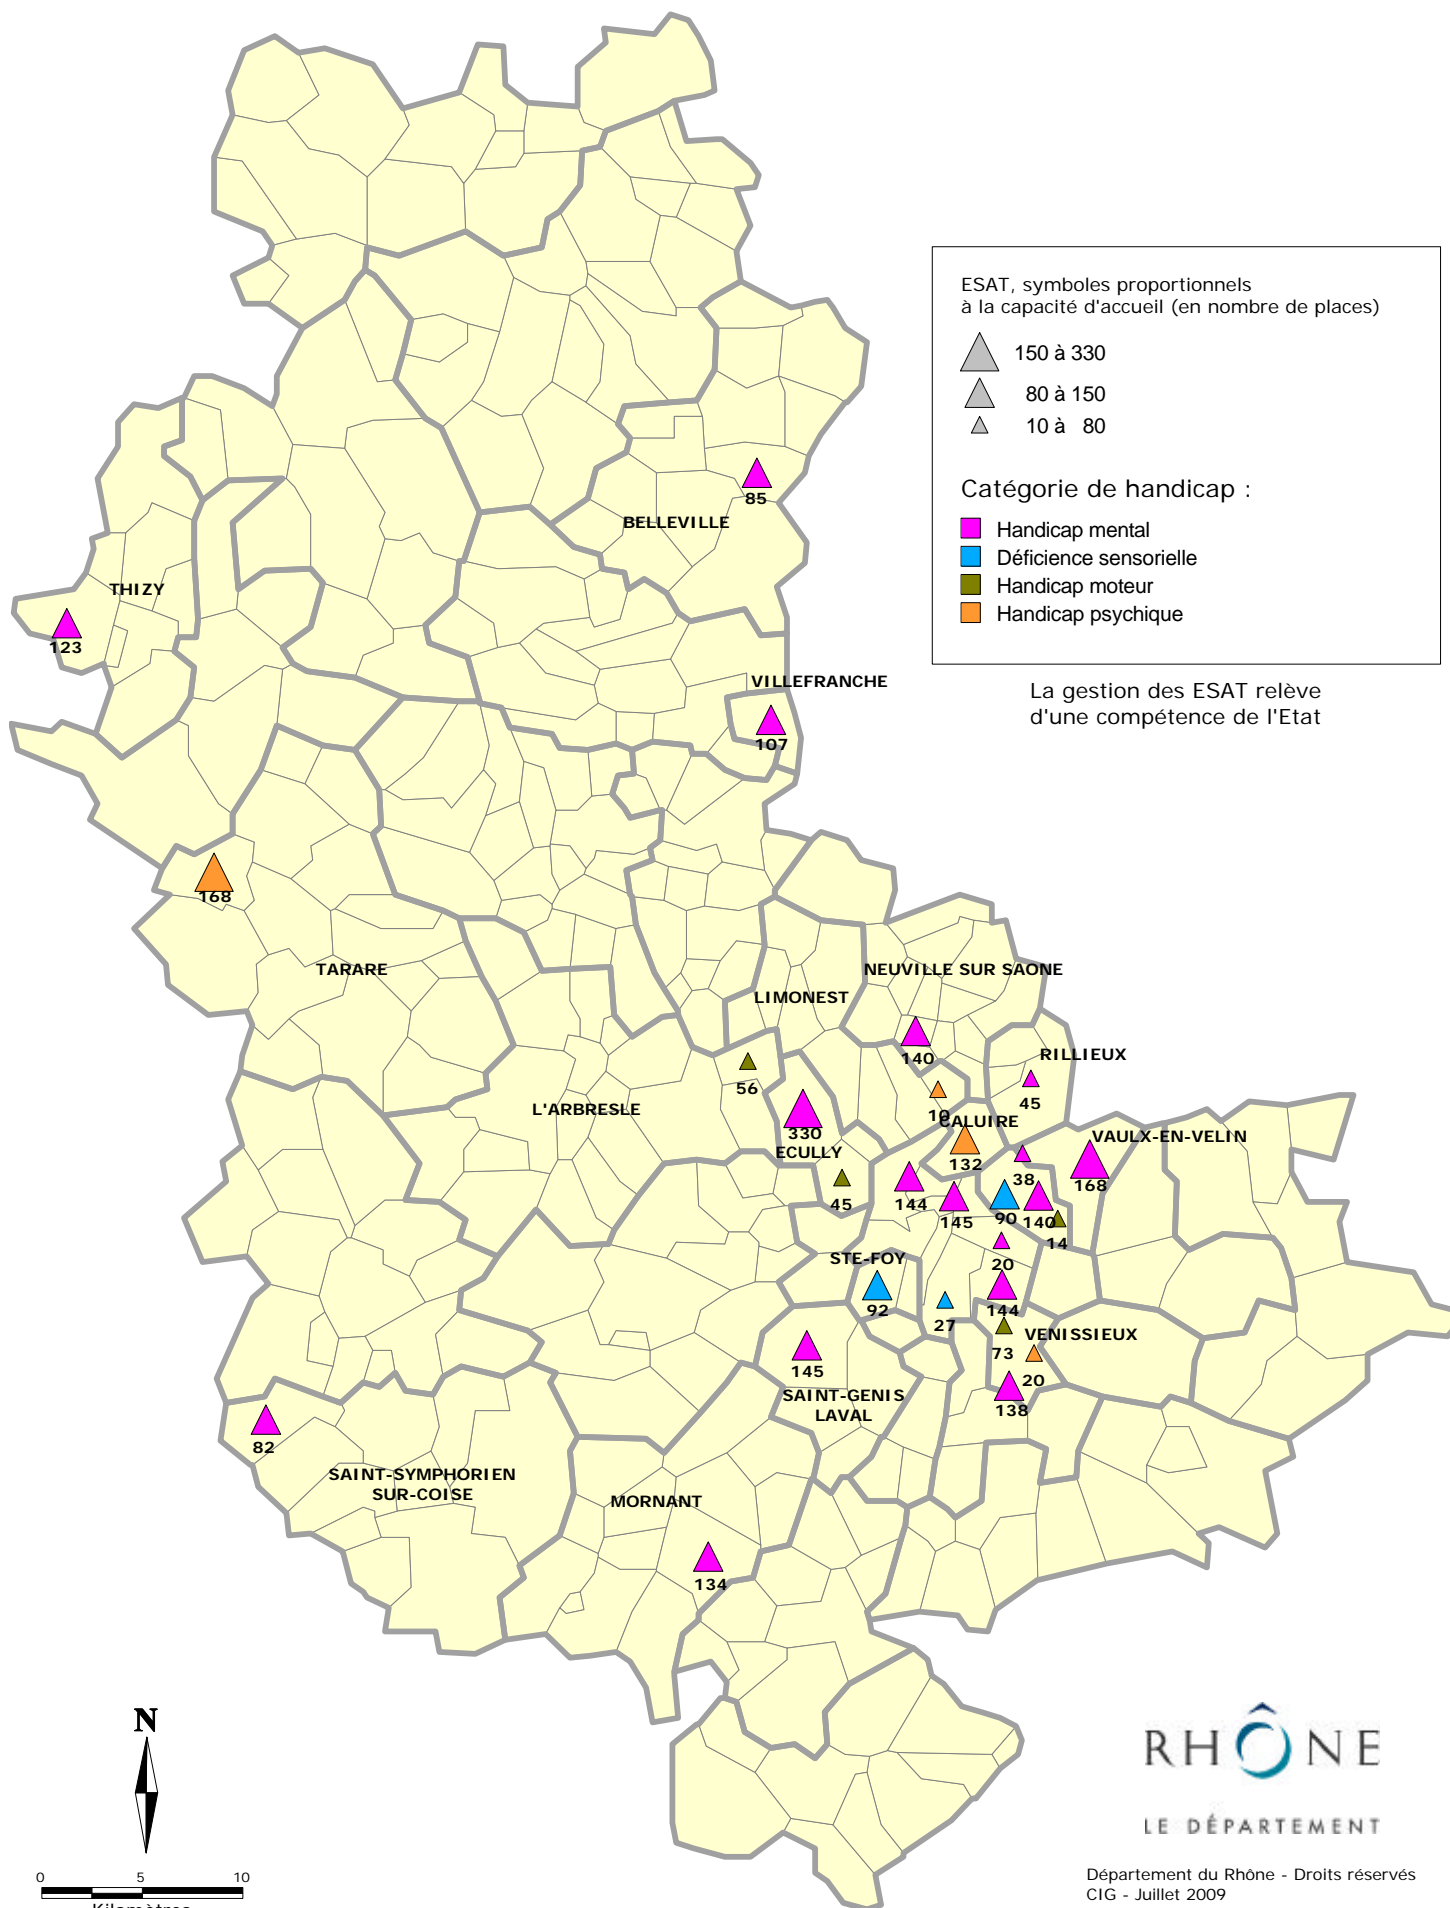 ESAT, symboles proportionnels
à la capacité d'accueil (en nombre de places)
150 à 330
80 à 150
10 à 80
Catégorie de handicap :
Handicap mental
Déficience sensorielle
Handicap moteur
Handicap psychique
La gestion des ESAT relève
d'une compétence de l'Etat
85
BELLEVILLE
THIZY
123
VILLEFRANCHE
107
168
TARARE
NEUVILLE SUR SAONE
LIMONEST
140
RILLIEUX
56
45
10
L'ARBRESLE
CALUIRE
330
ECULLY
VAULX-EN-VELIN
132
38
168
45
144
145
90
140
14
STE-FOY
20
92
27
144
73
VENISSIEUX
145
20
SAINT-GENIS
LAVAL
138
82
SAINT-SYMPHORIEN
SUR-COISE
MORNANT
134
N
0 5 10
Kilomètres
RHÔNE
LE DÉPARTEMENT
Département du Rhône - Droits réservés
CIG - Juillet 2009